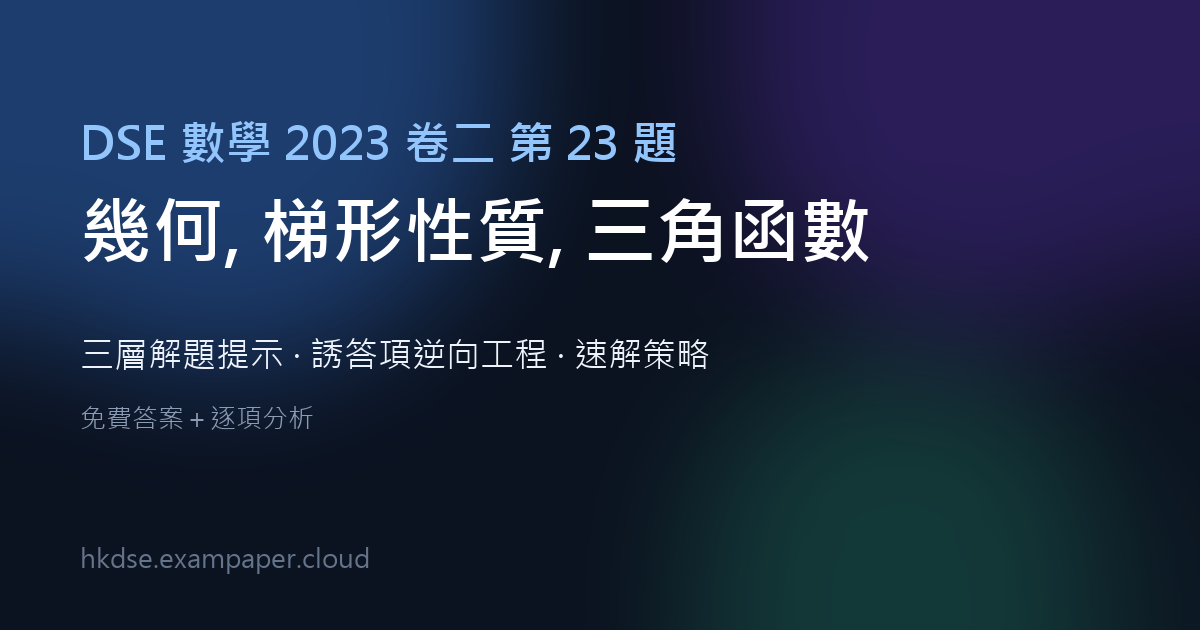 DSE 數學 2023 卷二 第 23 題
幾何, 梯形性質, 三角函數
三層解題提示 · 誘答項逆向工程 · 速解策略
免費答案 + 逐項分析
hkdse.exampaper.cloud